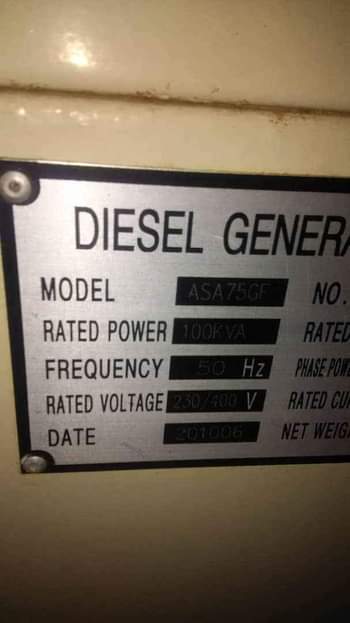 DIESEL GENERA
MODEL ASA75GF NO.
RATED POWER 100KVA RATED
FREQUENCY 50 Hz PHASE POW
RATED VOLTAGE 230/400 V RATED CU
DATE 201006 NET WEIG